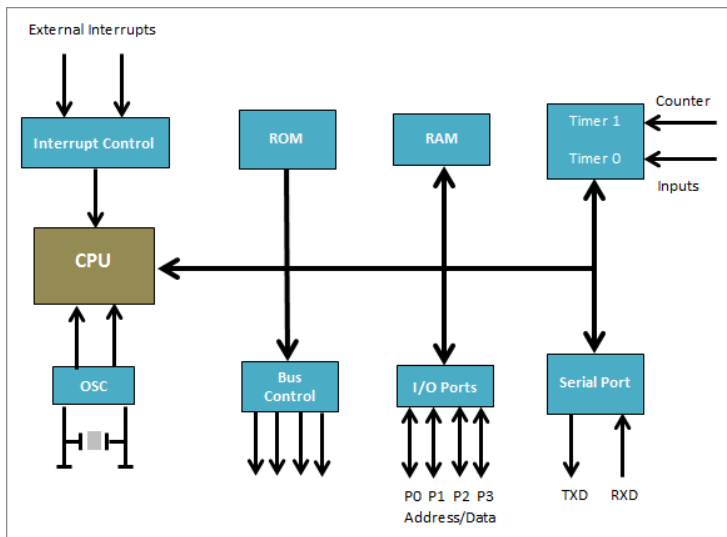 External Interrupts
Interrupt Control
ROM
RAM
Timer 1
Timer 0
Counter
Inputs
CPU
OSC
Bus
Control
I/O Ports
Serial Port
P0 P1 P2 P3
Address/Data
TXD
RXD